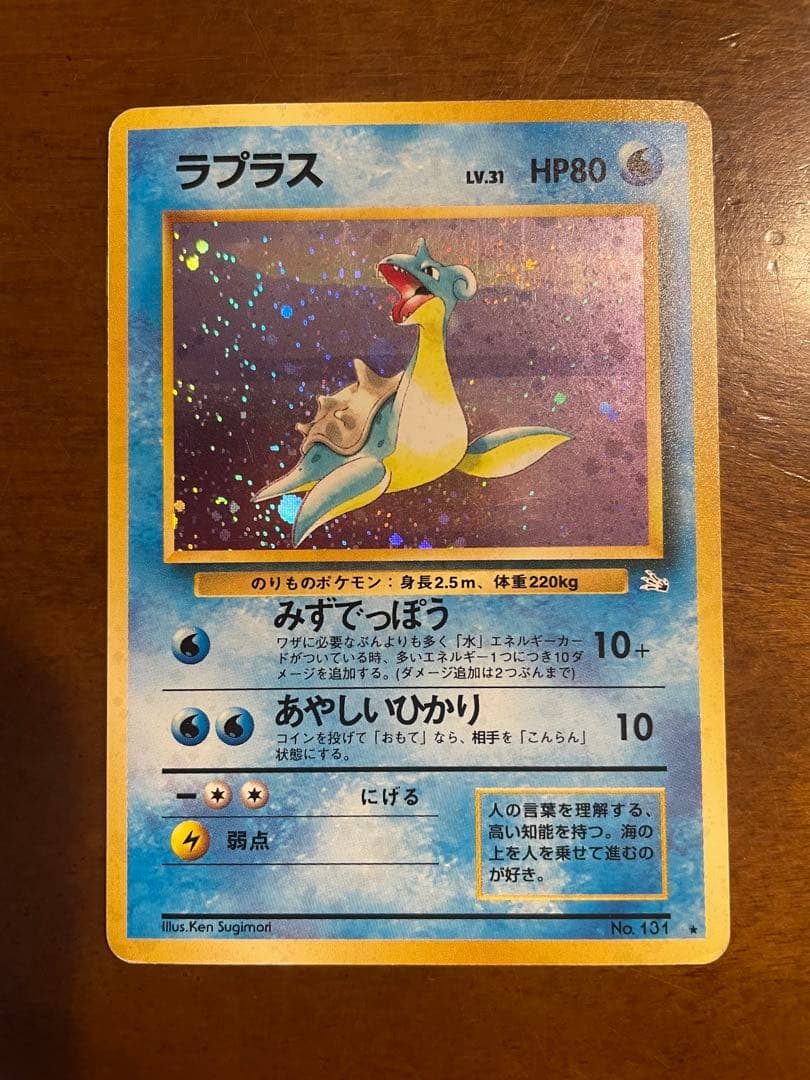 ラプラス LV.31 HP80
のりものポケモン：身長2.5m、体重220kg
みずでっぽう
ワザに必要なぶんよりも多く「水」エネルギーカー
ドがついている時、多いエネルギー1つにつき10ダ
メージを追加する。(ダメージ追加は2つぶんまで)
10+
あやしいひかり
コインを投げて「おもて」なら、相手を「こんらん」
状態にする。
10
にげる
弱点
人の言葉を理解する、
高い知能を持つ。海の
上を人を乗せて進むの
が好き。
Illus.Ken Sugimori
No. 131 ★